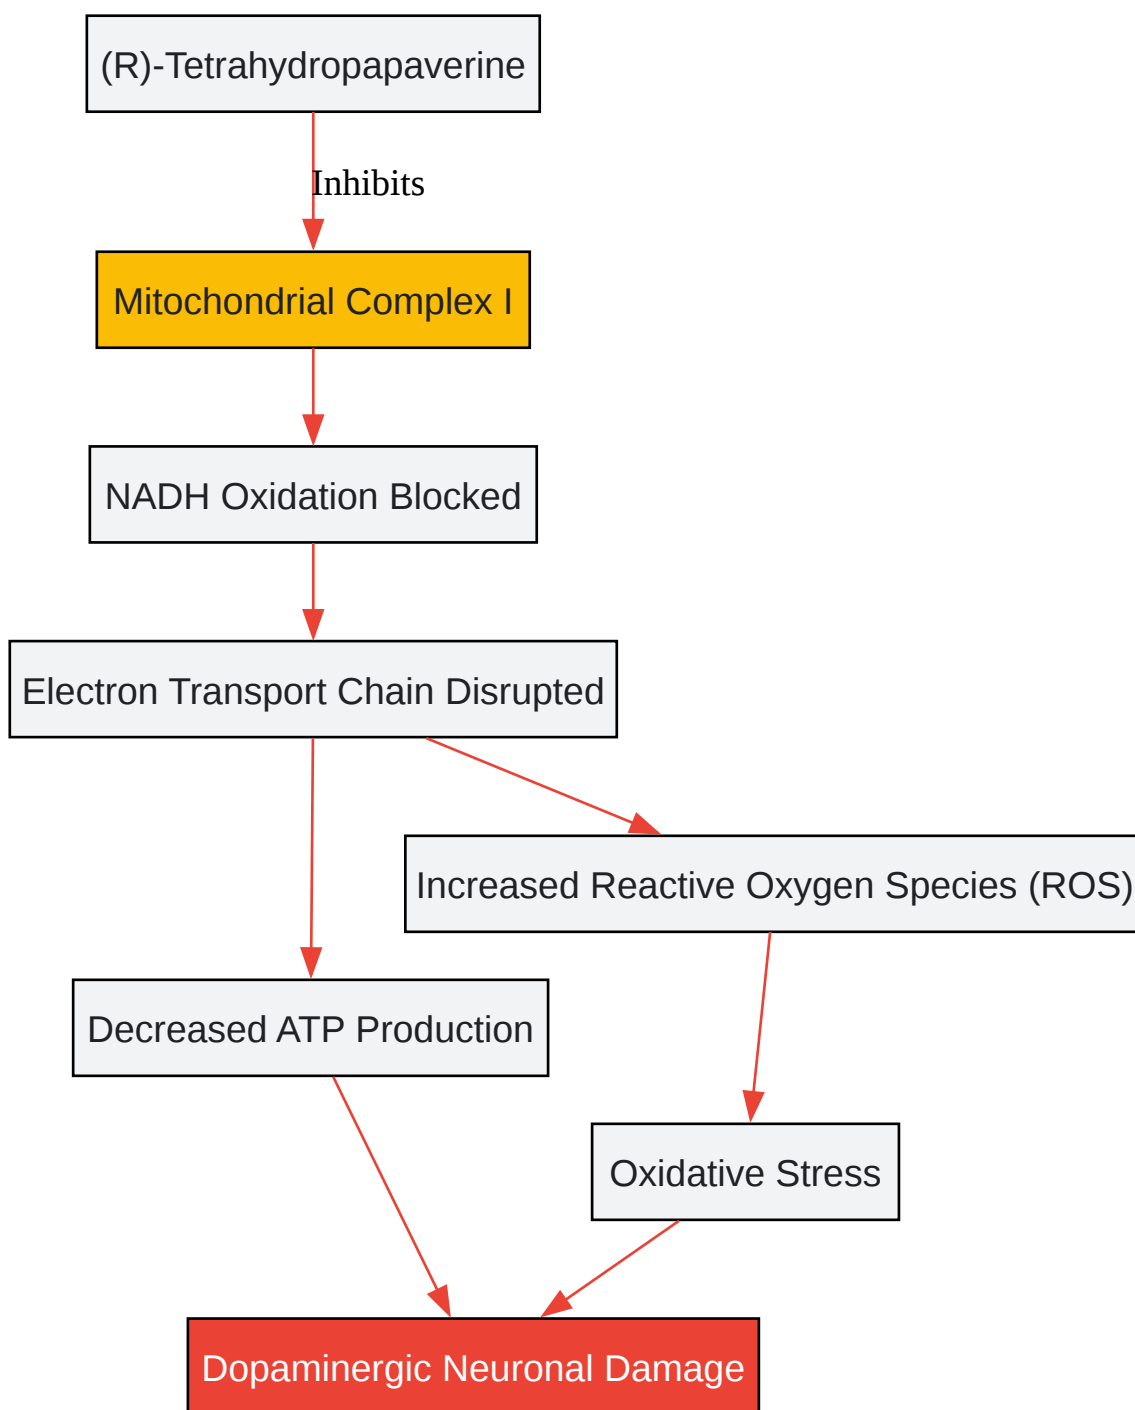 (R)-Tetrahydropapaverine
Inhibits
Mitochondrial Complex I
NADH Oxidation Blocked
Electron Transport Chain Disrupted
Increased Reactive Oxygen Species (ROS)
Decreased ATP Production
Oxidative Stress
Dopaminergic Neuronal Damage